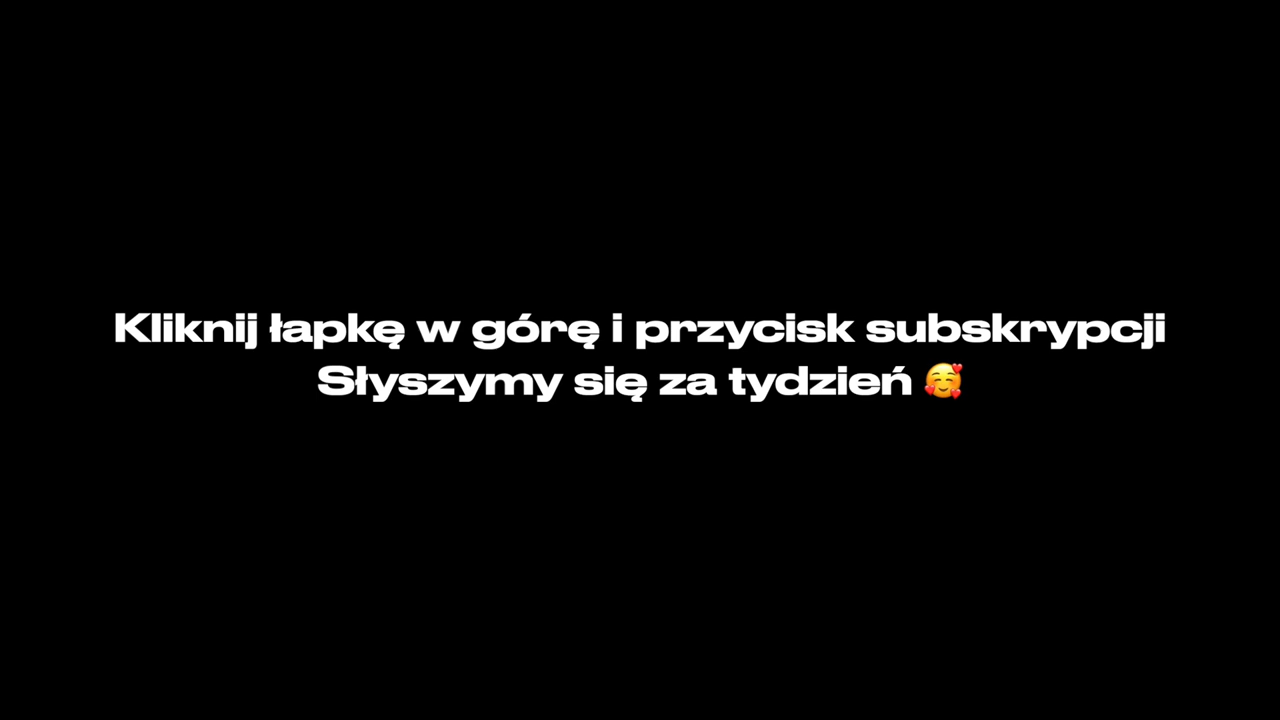 Kliknij łapkę w górę i przycisk subskrypcji
Słyszymy się za tydzień 🥰